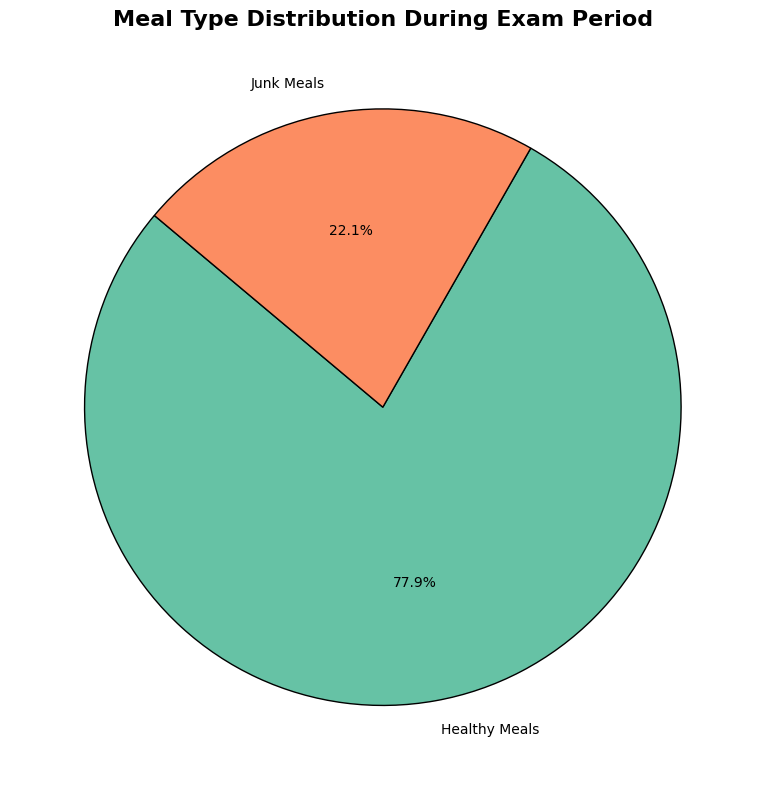 Meal Type Distribution During Exam Period
Junk Meals
22.1%
77.9%
Healthy Meals